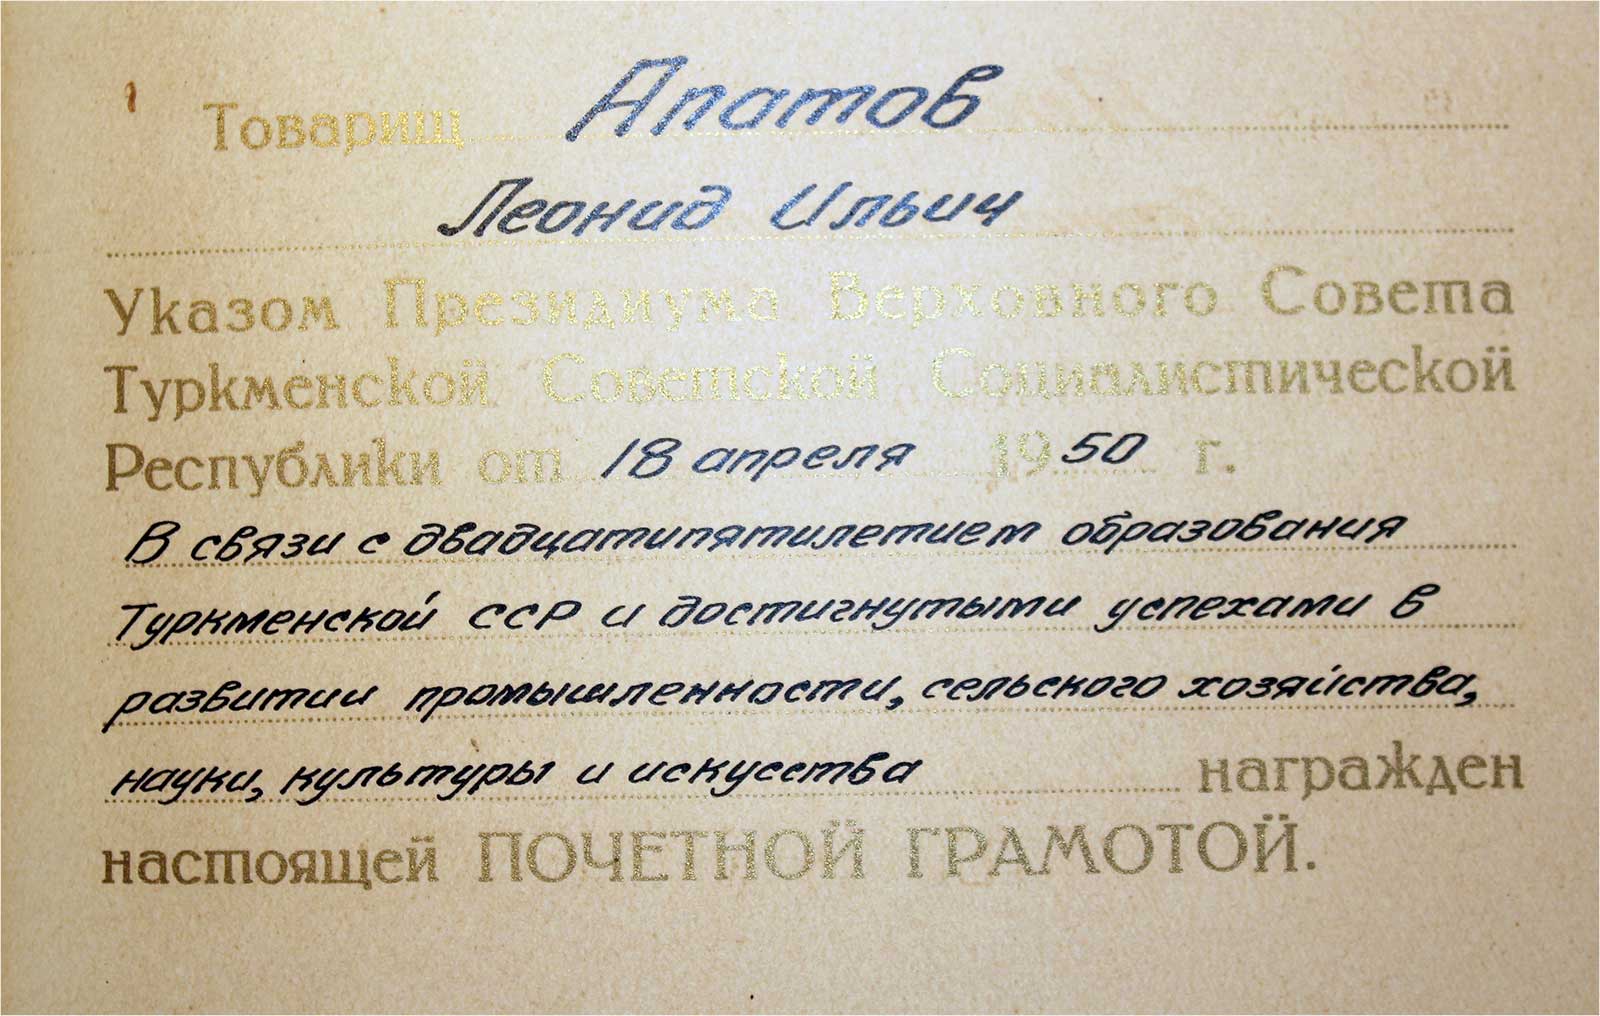 Товарищ Апатов
Леонид Ильич
Указом Президиума Верховного Совета
Туркменской Советской Социалистической
Республики от 18 апреля 1950 г.
В связи с двадцатипятилетием образования
Туркменской ССР и достигнутыми успехами в
развитии промышленности, сельского хозяйства,
науки, культуры и искусства награжден
настоящей ПОЧЕТНОЙ ГРАМОТОЙ.